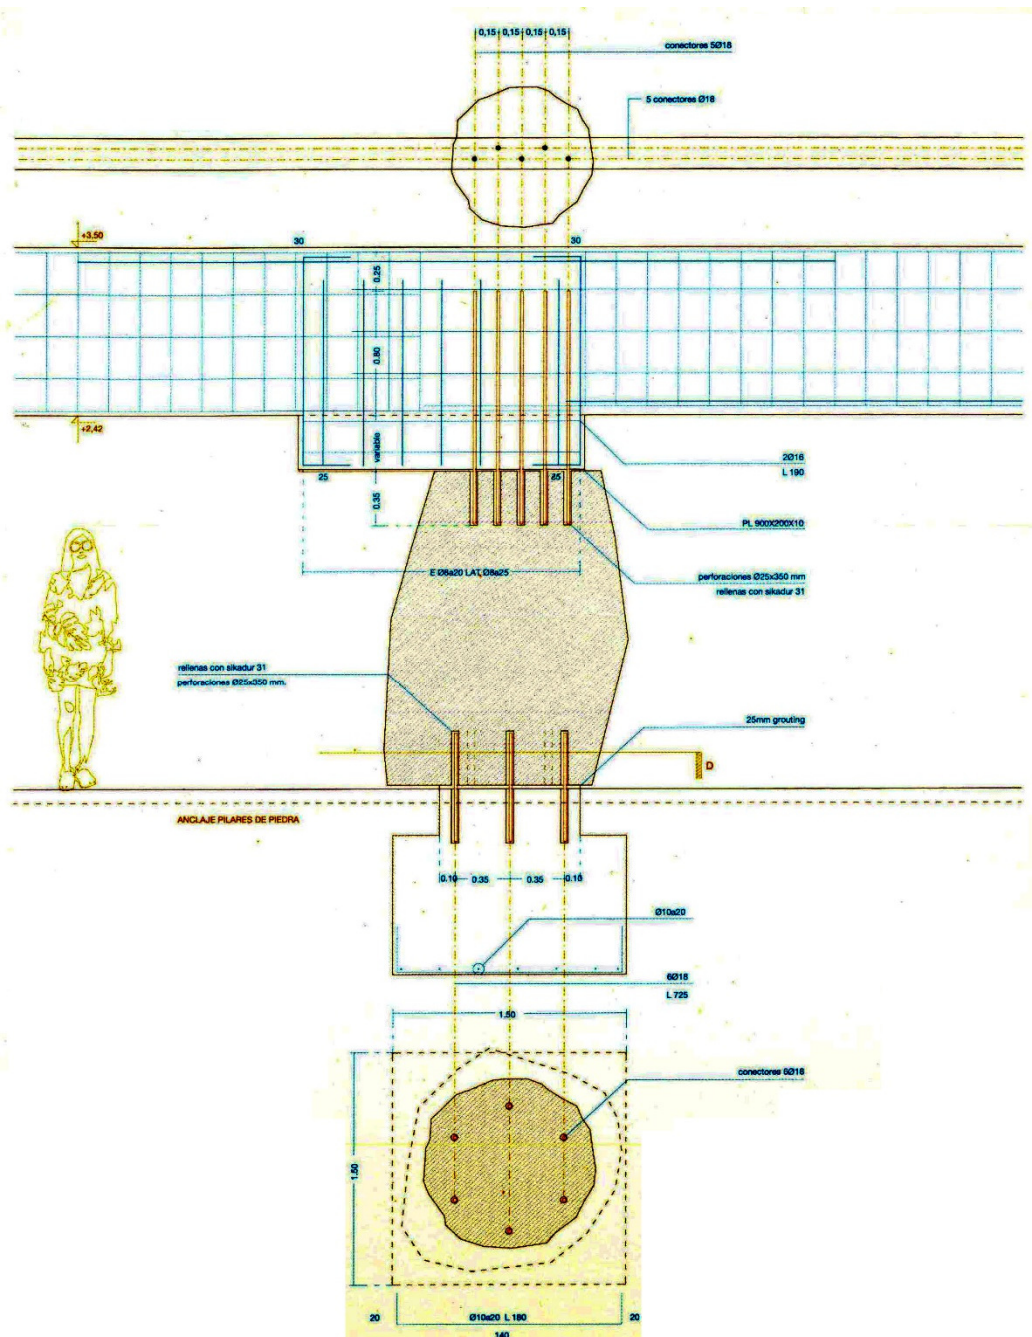 0,15 0,15 0,15 0,15
conectores 5Ø18
5 conectores Ø18
+3,50
30
30
0.25
0.80
+2,42
variable
2Ø16
L 190
25
25
0.35
PL 900X200X10
E Ø8a20 LAT, Ø8a25
perforaciones Ø25x350 mm
rellenas con sikadur 31
rellenas con sikadur 31
perforaciones Ø25x350 mm.
25mm grouting
D
ANCLAJE PILARES DE PIEDRA
0.10 0.35 0.35 0.10
Ø10a20
6Ø18
L 725
1.50
conectores 6Ø18
1.50
20
Ø10a20 L 180
20
140